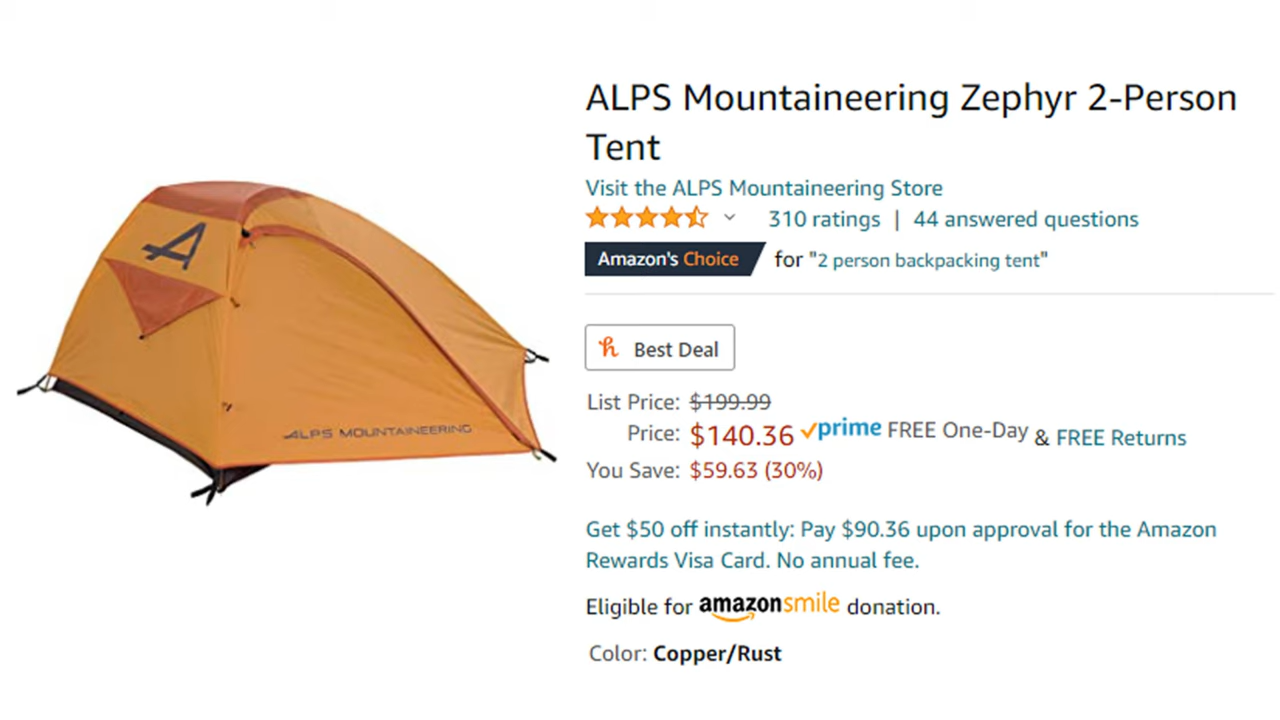 ALPS Mountaineering Zephyr 2-Person
Tent
Visit the ALPS Mountaineering Store
310 ratings | 44 answered questions
Amazon's Choice for "2 person backpacking tent"
Best Deal
List Price: $199.99
Price: $140.36 prime FREE One-Day & FREE Returns
You Save: $59.63 (30%)
Get $50 off instantly: Pay $90.36 upon approval for the Amazon
Rewards Visa Card. No annual fee.
Eligible for amazonsmile donation.
Color: Copper/Rust
A
ALPS MOUNTAINEERING